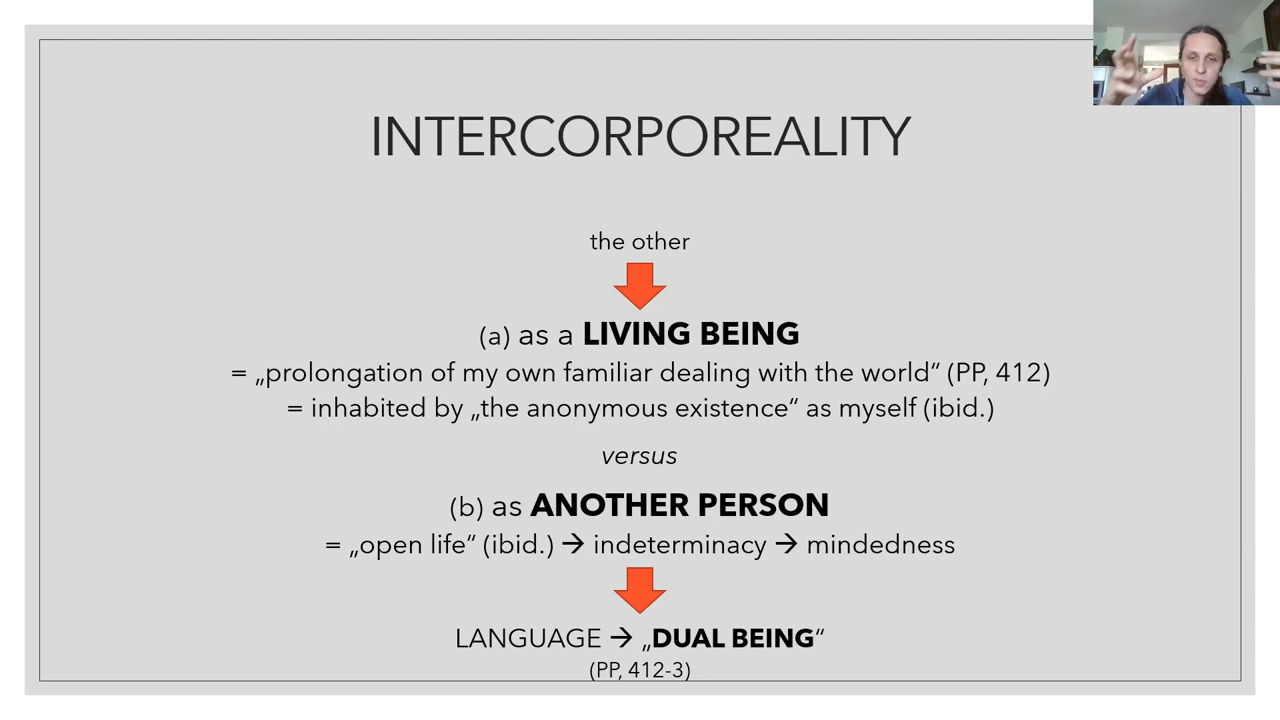 INTERCORPOREALITY
the other
(a) as a LIVING BEING
= „prolongation of my own familiar dealing with the world“ (PP, 412)
= inhabited by „the anonymous existence“ as myself (ibid.)
versus
(b) as ANOTHER PERSON
= „open life“ (ibid.) → indeterminacy → mindedness
LANGUAGE → „DUAL BEING“
(PP, 412-3)